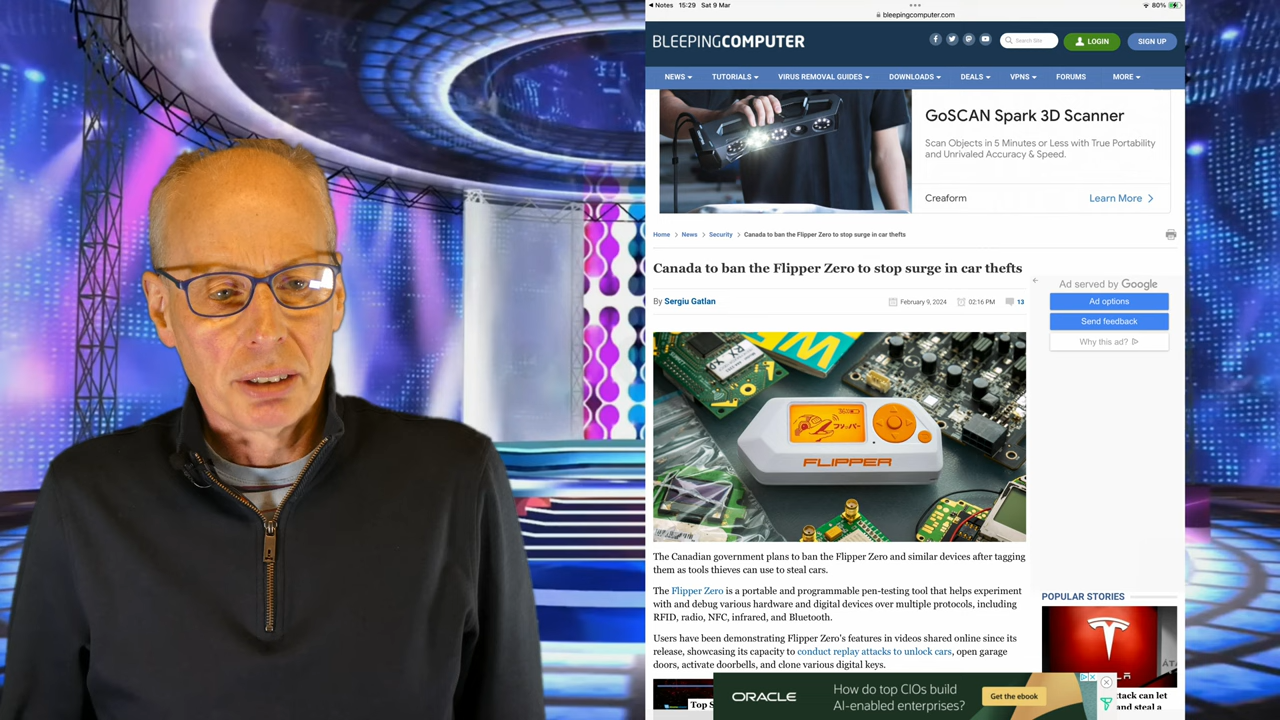 Notes 15:29 Sat 9 Mar
80%
bleepingcomputer.com
BLEEPINGCOMPUTER
Search Site
LOGIN
SIGN UP
NEWS TUTORIALS VIRUS REMOVAL GUIDES DOWNLOADS DEALS VPNS FORUMS MORE
GoSCAN Spark 3D Scanner
Scan Objects in 5 Minutes or Less with True Portability
and Unrivaled Accuracy & Speed.
Creaform
Learn More
Home > News > Security > Canada to ban the Flipper Zero to stop surge in car thefts
Canada to ban the Flipper Zero to stop surge in car thefts
By Sergiu Gatlan
February 9, 2024
02:16 PM
13
Ad served by Google
Ad options
Send feedback
Why this ad?
フリッパー
FLIPPER
The Canadian government plans to ban the Flipper Zero and similar devices after tagging
them as tools thieves can use to steal cars.
The Flipper Zero is a portable and programmable pen-testing tool that helps experiment
with and debug various hardware and digital devices over multiple protocols, including
RFID, radio, NFC, infrared, and Bluetooth.
Users have been demonstrating Flipper Zero's features in videos shared online since its
release, showcasing its capacity to conduct replay attacks to unlock cars, open garage
doors, activate doorbells, and clone various digital keys.
POPULAR STORIES
Top S
ORACLE
How do top CIOs build
AI-enabled enterprises?
Get the ebook
tack can let
and steal a